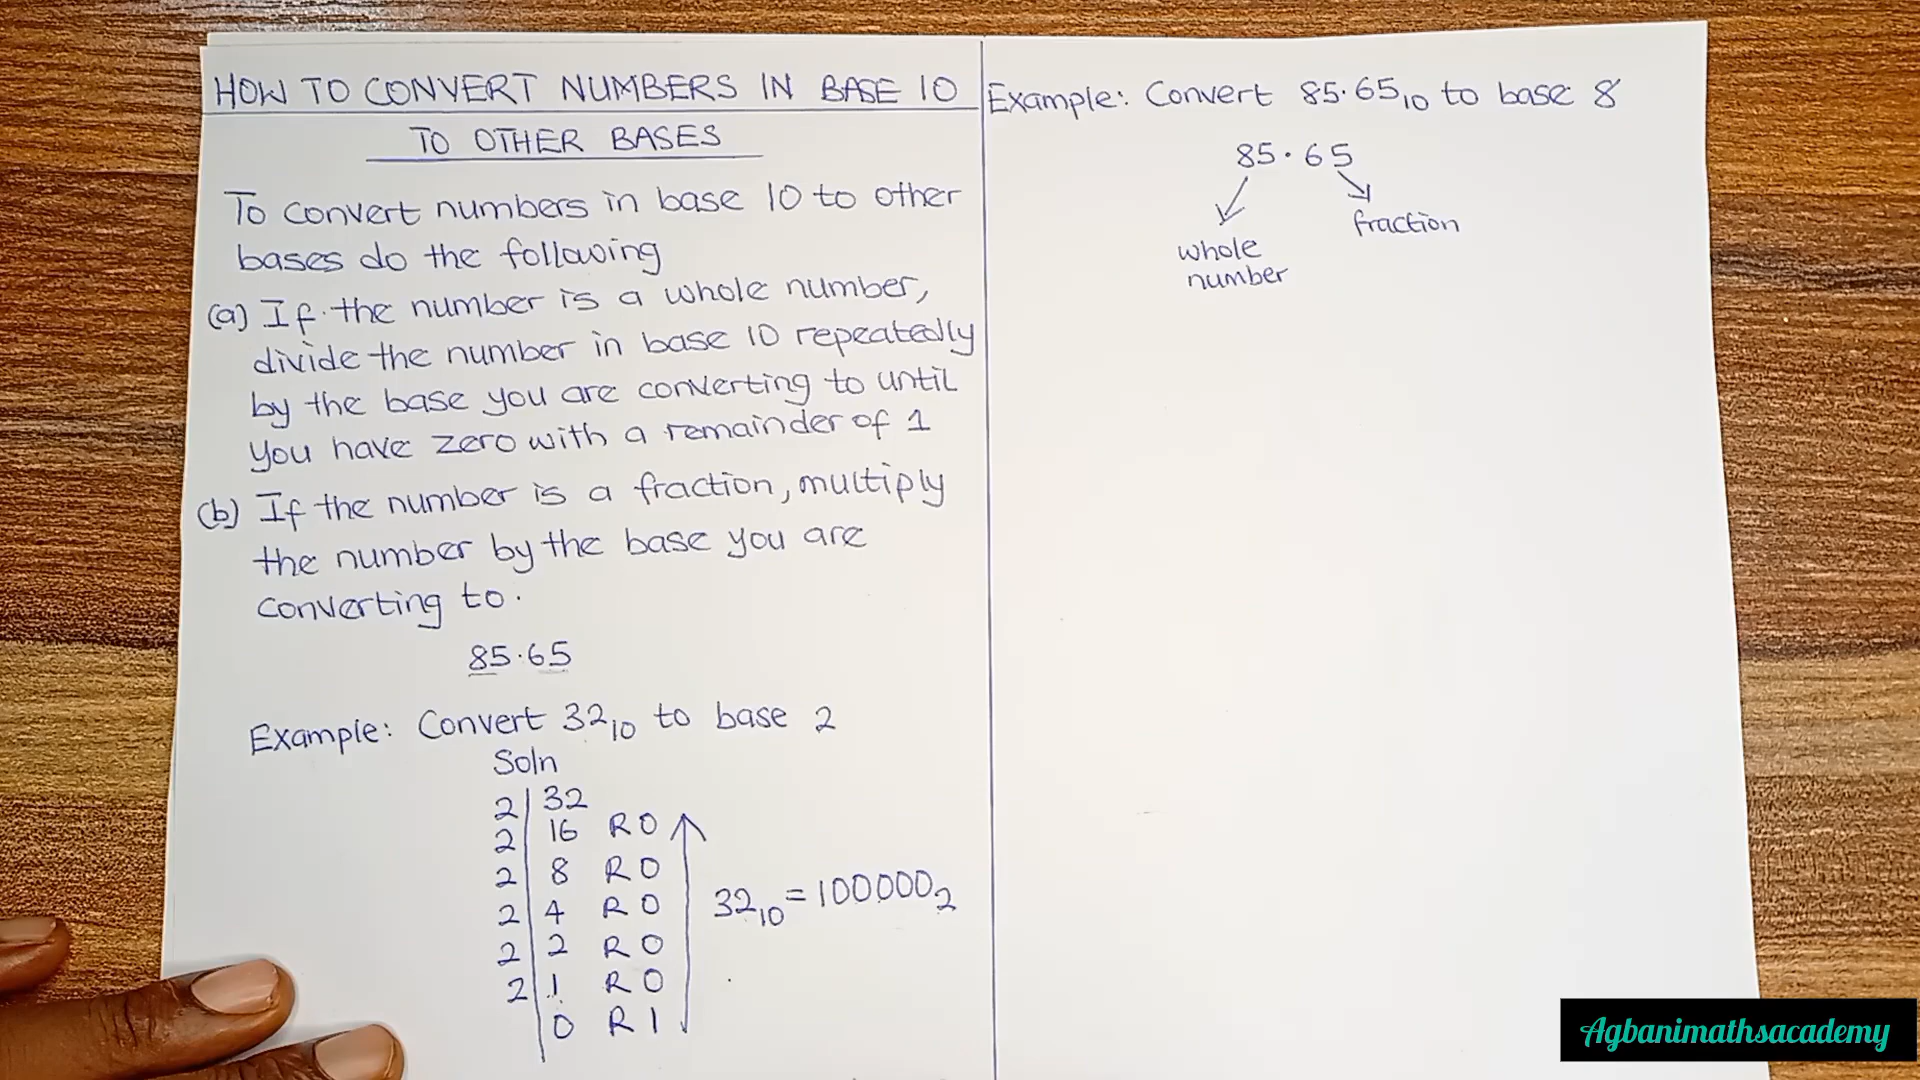 HOW TO CONVERT NUMBERS IN BASE 10
TO OTHER BASES
To convert numbers in base 10 to other
bases do the following
(a) If the number is a whole number,
divide the number in base 10 repeatedly
by the base you are converting to until
you have zero with a remainder of 1
(b) If the number is a fraction, multiply
the number by the base you are
converting to.
85.65
Example: Convert 32₁₀ to base 2
Soln
2 | 32
2 | 16 R 0
2 | 8 R 0
2 | 4 R 0
2 | 2 R 0
2 | 1 R 0
0 R 1
32₁₀ = 100000₂
Example: Convert 85.65₁₀ to base 8
85.65
fraction
whole
number
Agbanimathsacademy